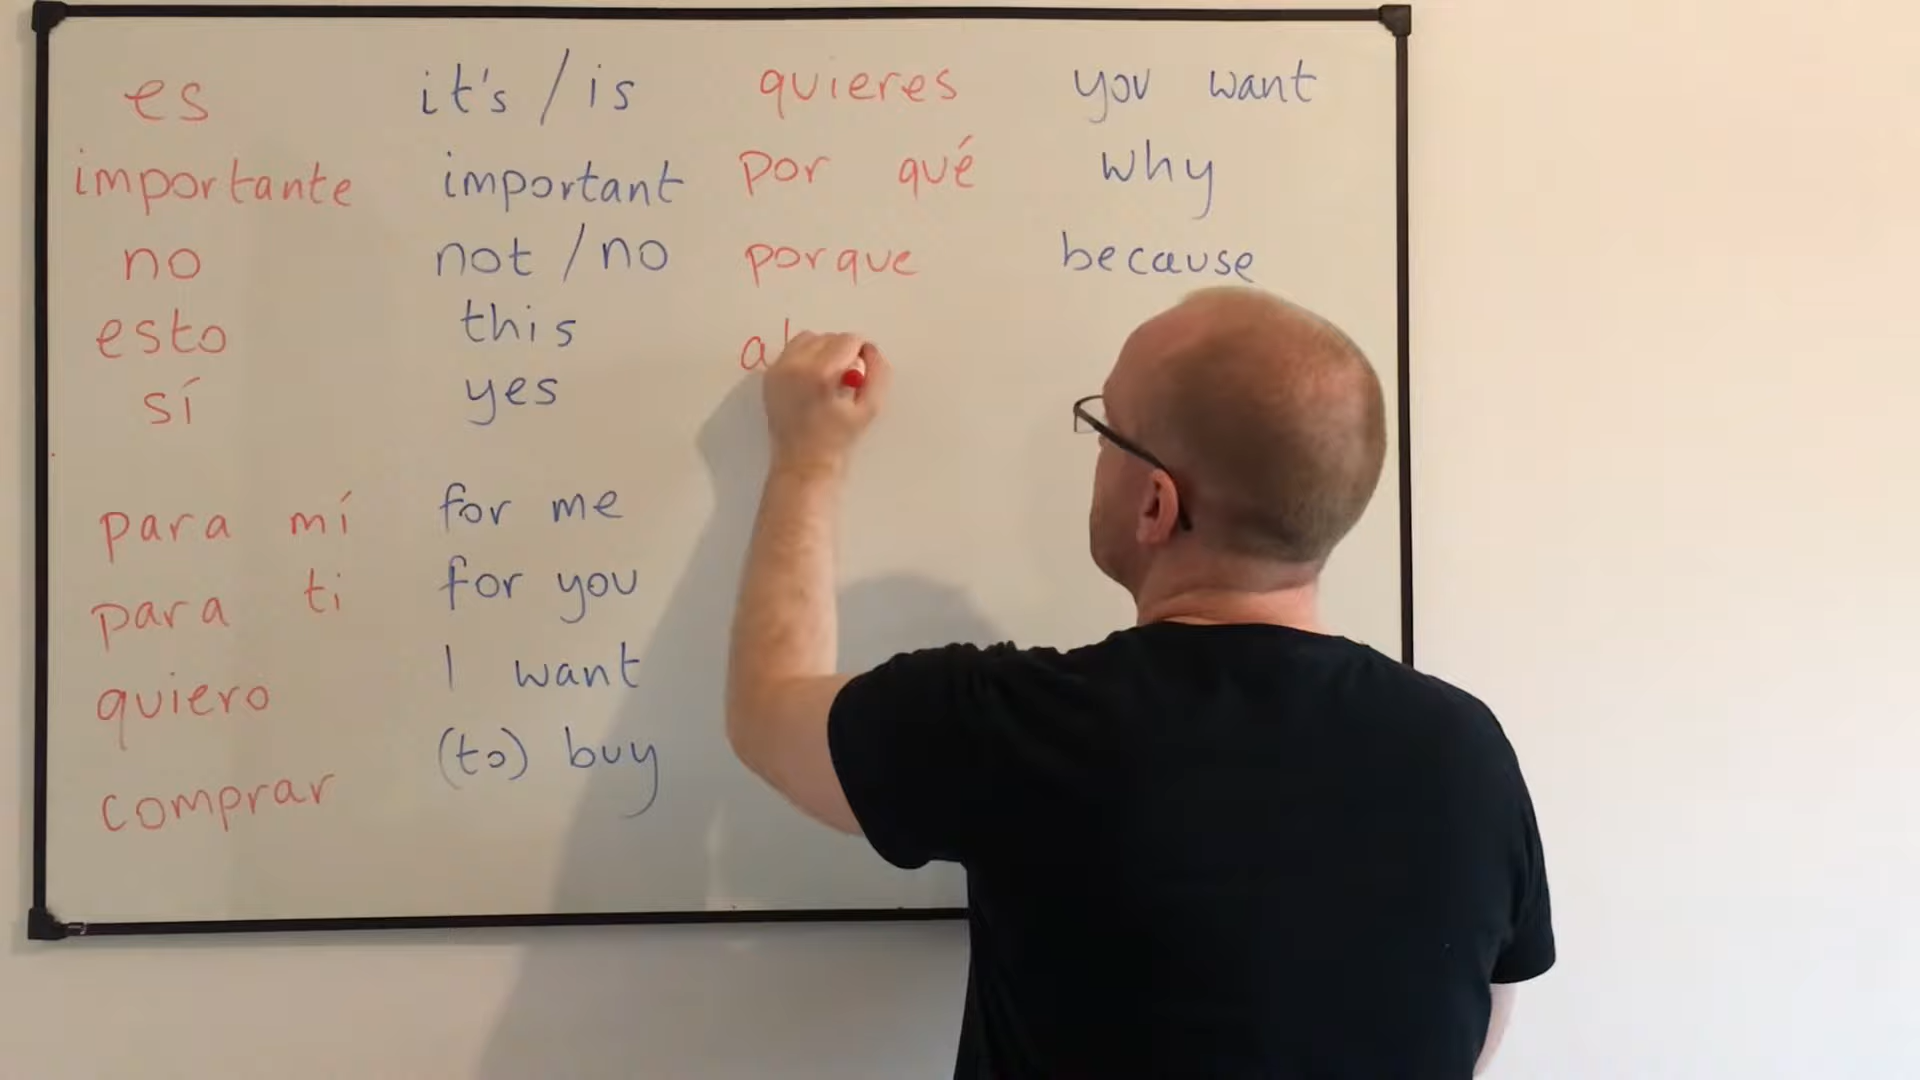 es it's / is quieres you want
importante important por qué why
no not / no porque because
esto this
sí yes
para mí for me
para ti for you
quiero I want
comprar (to) buy